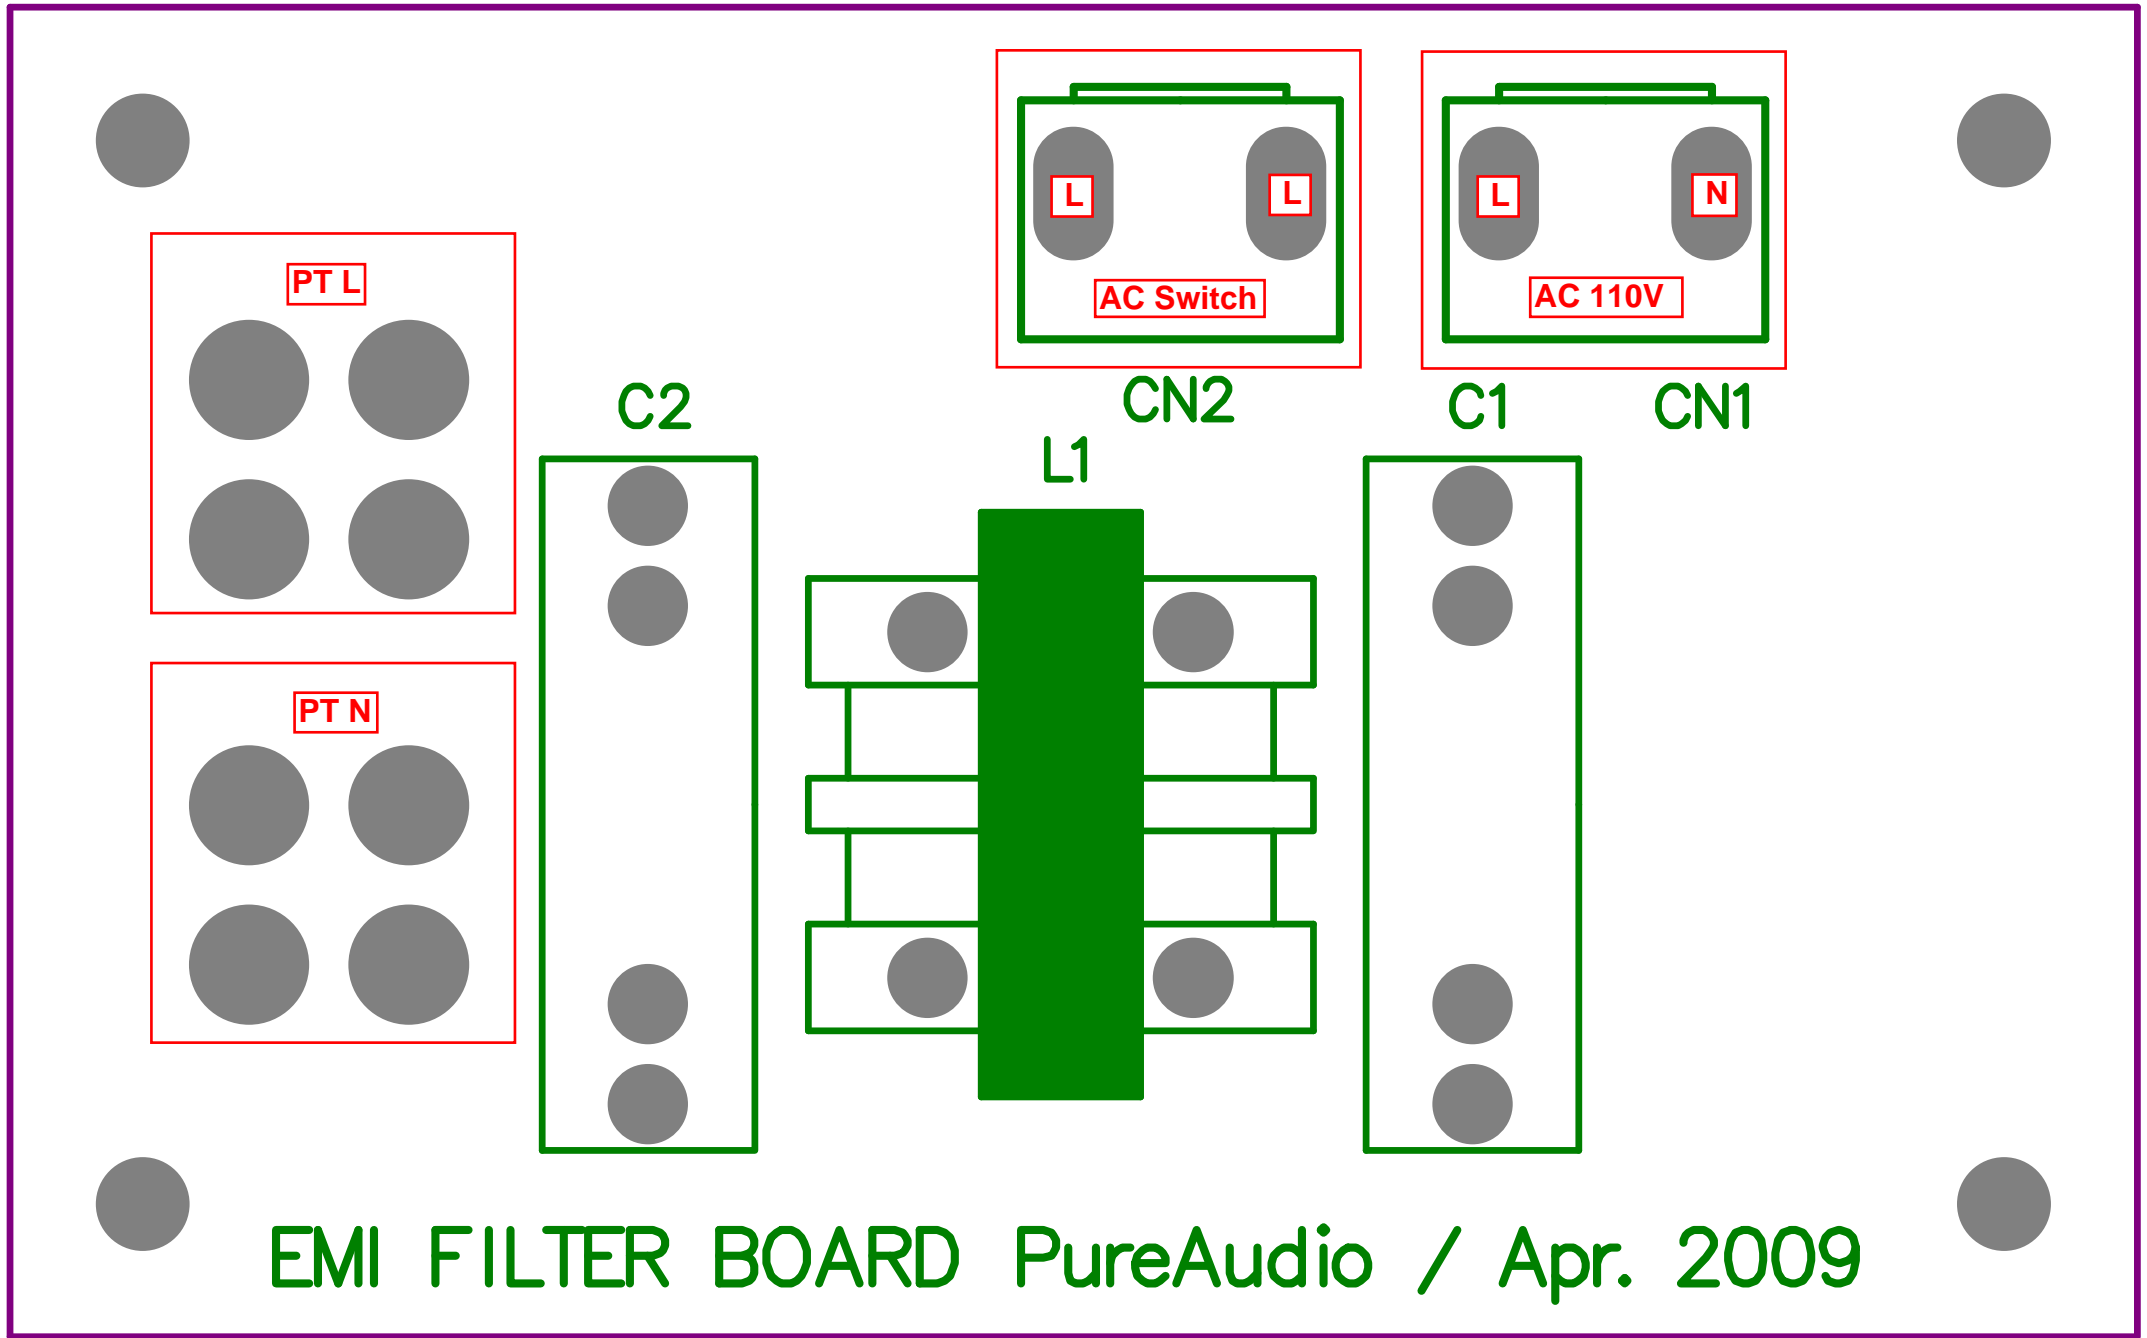 L L L N
PT L
AC Switch
AC 110V
C2
CN2
C1
CN1
L1
PT N
EMI FILTER BOARD PureAudio / Apr. 2009